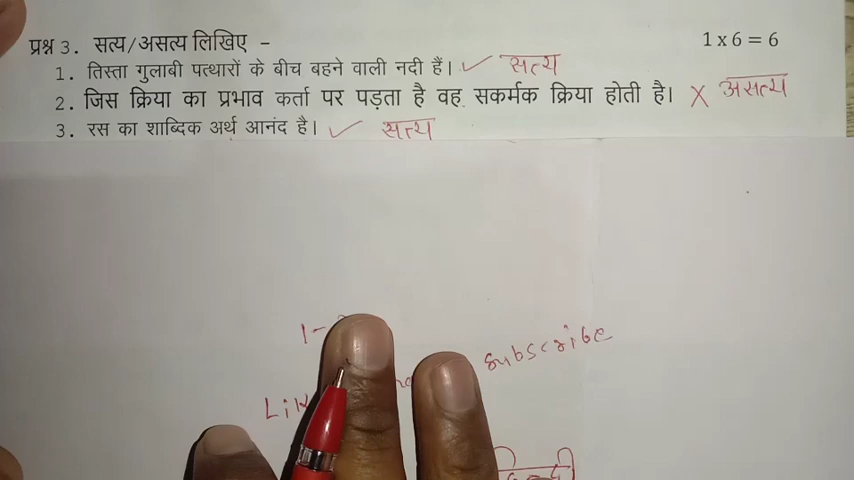 प्रश्न 3. सत्य/असत्य लिखिए - 1 x 6 = 6
1. तिस्ता गुलाबी पत्थारों के बीच बहने वाली नदी हैं। ✓ सत्य
2. जिस क्रिया का प्रभाव कर्ता पर पड़ता है वह सकर्मक क्रिया होती है। X असत्य
3. रस का शाब्दिक अर्थ आनंद है। ✓ सत्य
1-
subscribe